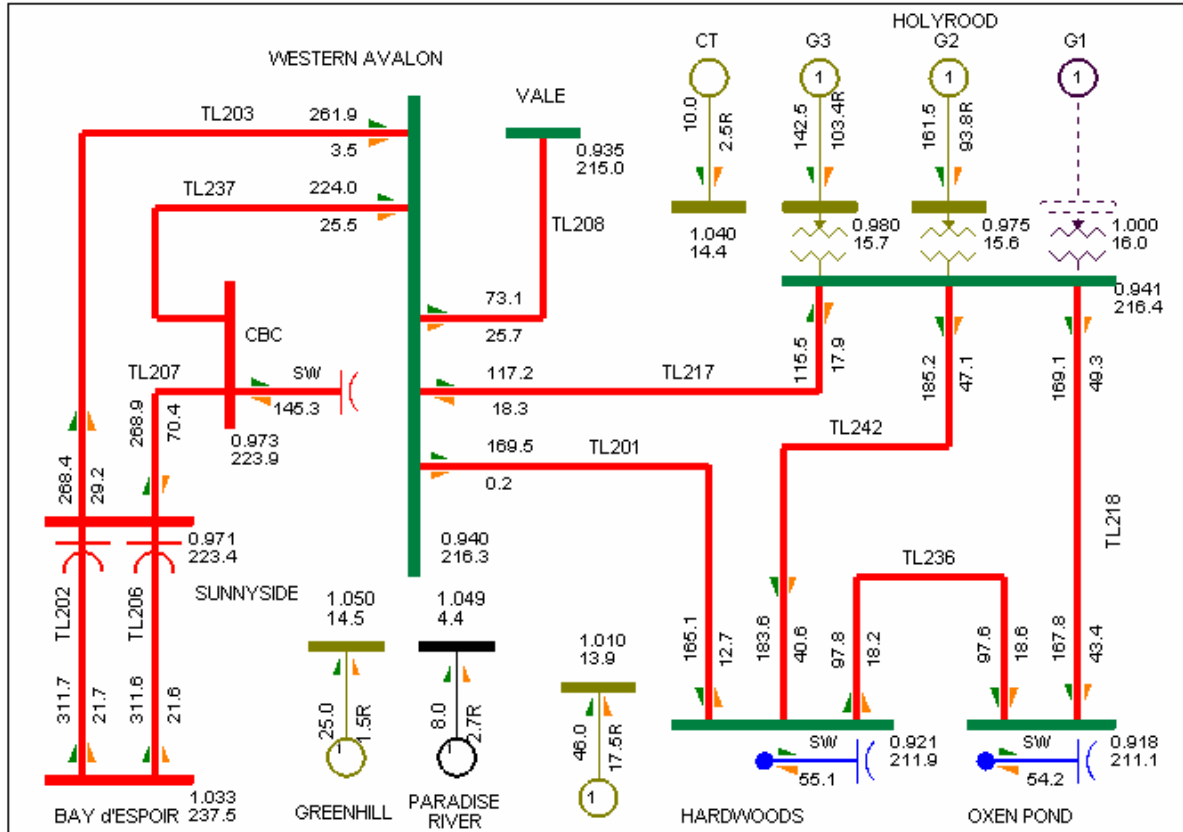 HOLYROOD
CT
G3
G2
G1
WESTERN AVALON
VALE
TL203
261.9
3.5
0.935
215.0
TL237
224.0
25.5
TL208
10.0
2.5R
142.5
103.4R
161.5
93.8R
1
1
1
1.040
14.4
0.980
15.7
0.975
15.6
1.000
16.0
0.941
216.4
73.1
25.7
CBC
TL207
SW
145.3
117.2
18.3
TL217
115.5
17.9
185.2
47.1
169.1
49.3
0.973
223.9
268.9
70.4
268.4
29.2
169.5
0.2
TL201
TL242
TL218
0.971
223.4
SUNNYSIDE
0.940
216.3
TL236
TL202
TL206
311.7
21.7
311.6
21.6
1.050
14.5
1.049
4.4
1.010
13.9
25.0
1.5R
8.0
2.7R
46.0
17.5R
1
1
1
165.1
12.7
183.6
40.6
97.8
18.2
97.6
18.6
167.8
43.4
SW
55.1
0.921
211.9
SW
54.2
0.918
211.1
1.033
237.5
BAY d'ESPOIR
GREENHILL
PARADISE
RIVER
HARDWOODS
OXEN POND